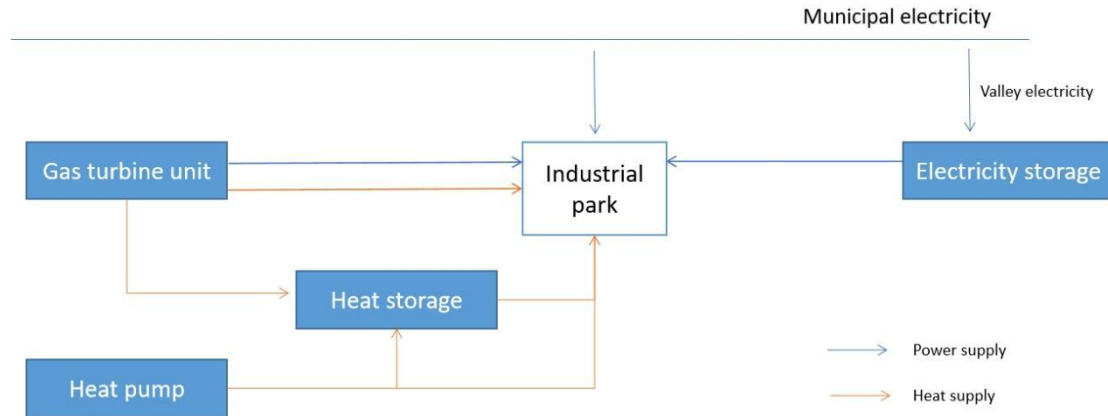 Municipal electricity
Valley electricity
Gas turbine unit
Industrial
park
Electricity storage
Heat storage
Power supply
Heat pump
Heat supply